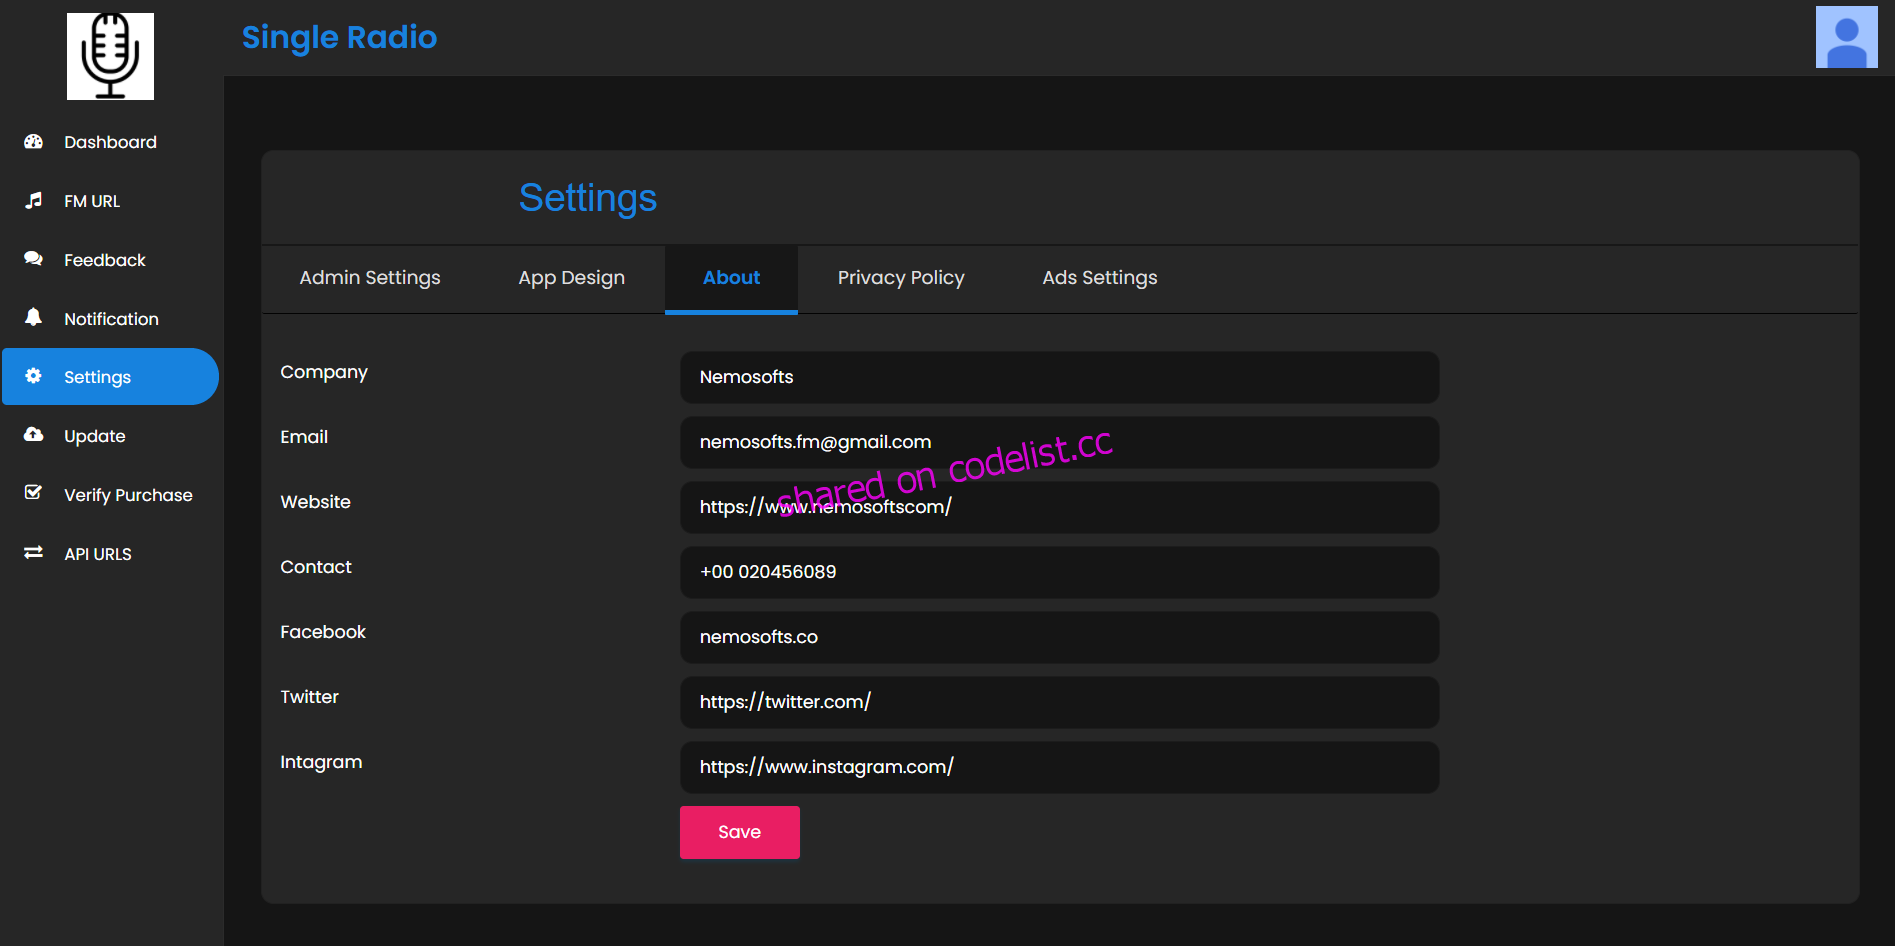 Single Radio
Dashboard
FM URL
Feedback
Notification
Settings
Update
Verify Purchase
API URLS
Settings
Admin Settings App Design About Privacy Policy Ads Settings
Company Nemosofts
Email nemosofts.fm@gmail.com
shared on codelist.cc
Website https://www.nemosoftscom/
Contact +00 020456089
Facebook nemosofts.co
Twitter https://twitter.com/
Intagram https://www.instagram.com/
Save